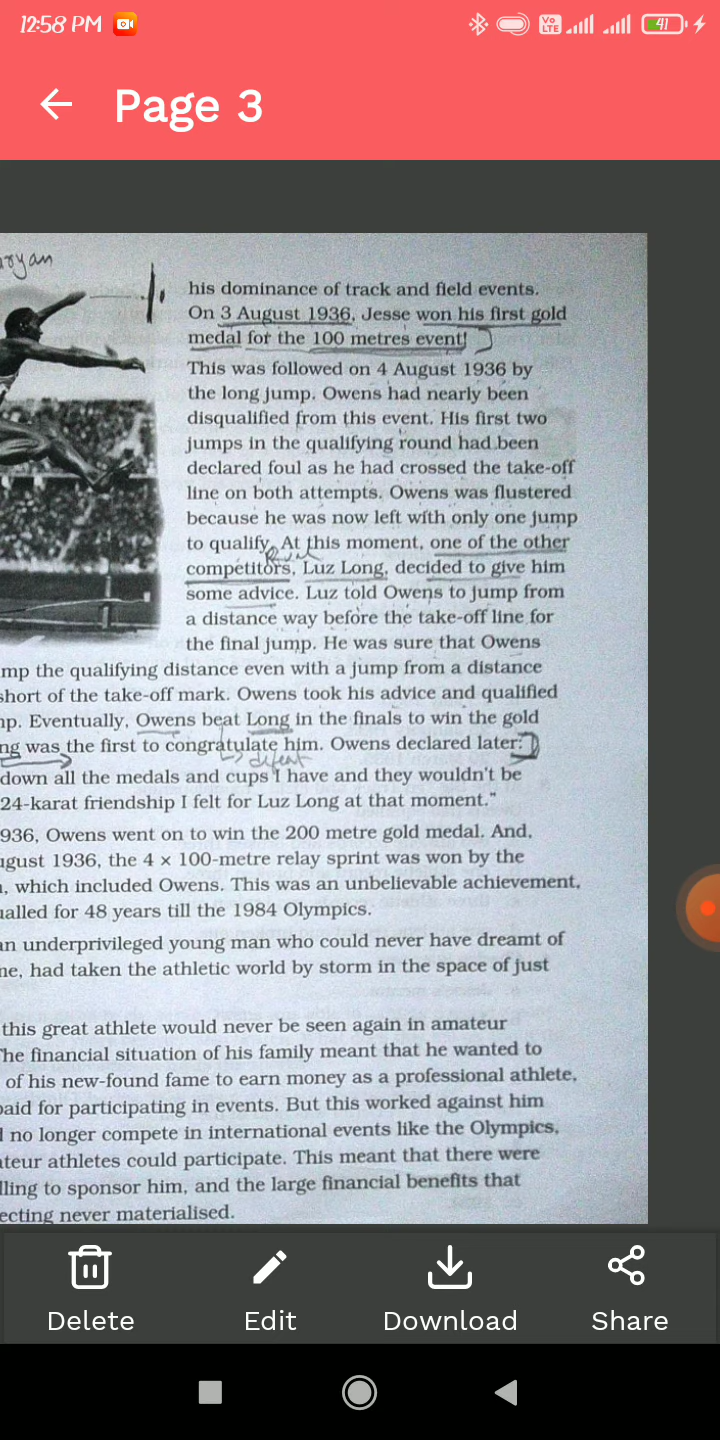 12:58 PM
Vo LTE
41
Page 3
his dominance of track and field events.
On 3 August 1936, Jesse won his first gold
medal for the 100 metres event!
This was followed on 4 August 1936 by
the long jump. Owens had nearly been
disqualified from this event. His first two
jumps in the qualifying round had been
declared foul as he had crossed the take-off
line on both attempts. Owens was flustered
because he was now left with only one jump
to qualify. At this moment, one of the other
competitors, Luz Long, decided to give him
some advice. Luz told Owens to jump from
a distance way before the take-off line for
the final jump. He was sure that Owens
mp the qualifying distance even with a jump from a distance
short of the take-off mark. Owens took his advice and qualified
np. Eventually, Owens beat Long in the finals to win the gold
ng was the first to congratulate him. Owens declared later:
defeat
down all the medals and cups I have and they wouldn't be
24-karat friendship I felt for Luz Long at that moment."
936, Owens went on to win the 200 metre gold medal. And,
ugust 1936, the 4 × 100-metre relay sprint was won by the
, which included Owens. This was an unbelievable achievement,
ualled for 48 years till the 1984 Olympics.
an underprivileged young man who could never have dreamt of
ne, had taken the athletic world by storm in the space of just
this great athlete would never be seen again in amateur
he financial situation of his family meant that he wanted to
of his new-found fame to earn money as a professional athlete,
paid for participating in events. But this worked against him
no longer compete in international events like the Olympics,
ateur athletes could participate. This meant that there were
lling to sponsor him, and the large financial benefits that
ecting never materialised.
Delete Edit Download Share